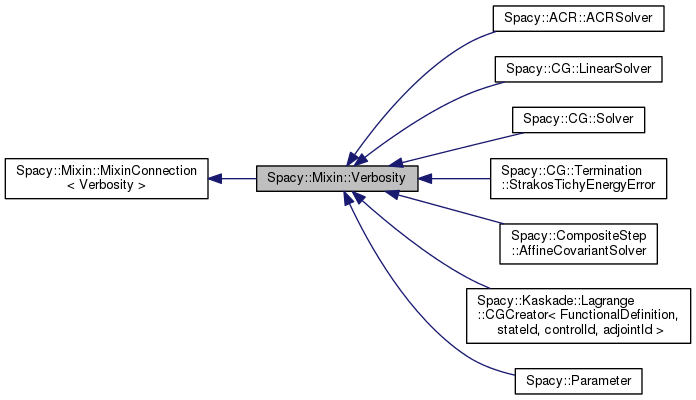 Spacy::ACR::ACRSolver
Spacy::CG::LinearSolver
Spacy::CG::Solver
Spacy::Mixin::MixinConnection
< Verbosity >
Spacy::Mixin::Verbosity
Spacy::CG::Termination
::StrakosTichyEnergyError
Spacy::CompositeStep
::AffineCovariantSolver
Spacy::Kaskade::Lagrange
::CGCreator< FunctionalDefinition,
stateId, controlId, adjointId >
Spacy::Parameter